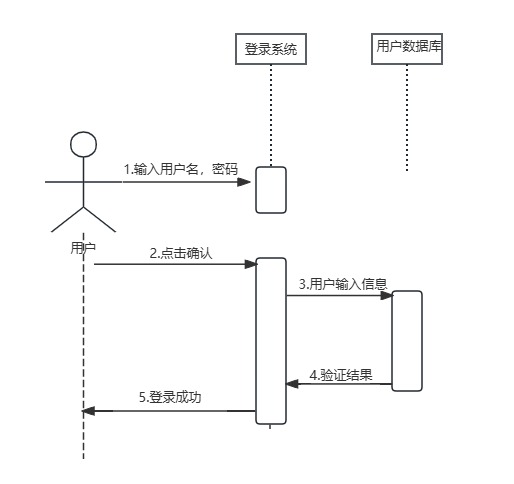 登录系统
用户数据库
1.输入用户名，密码
用户
2.点击确认
3.用户输入信息
4.验证结果
5.登录成功